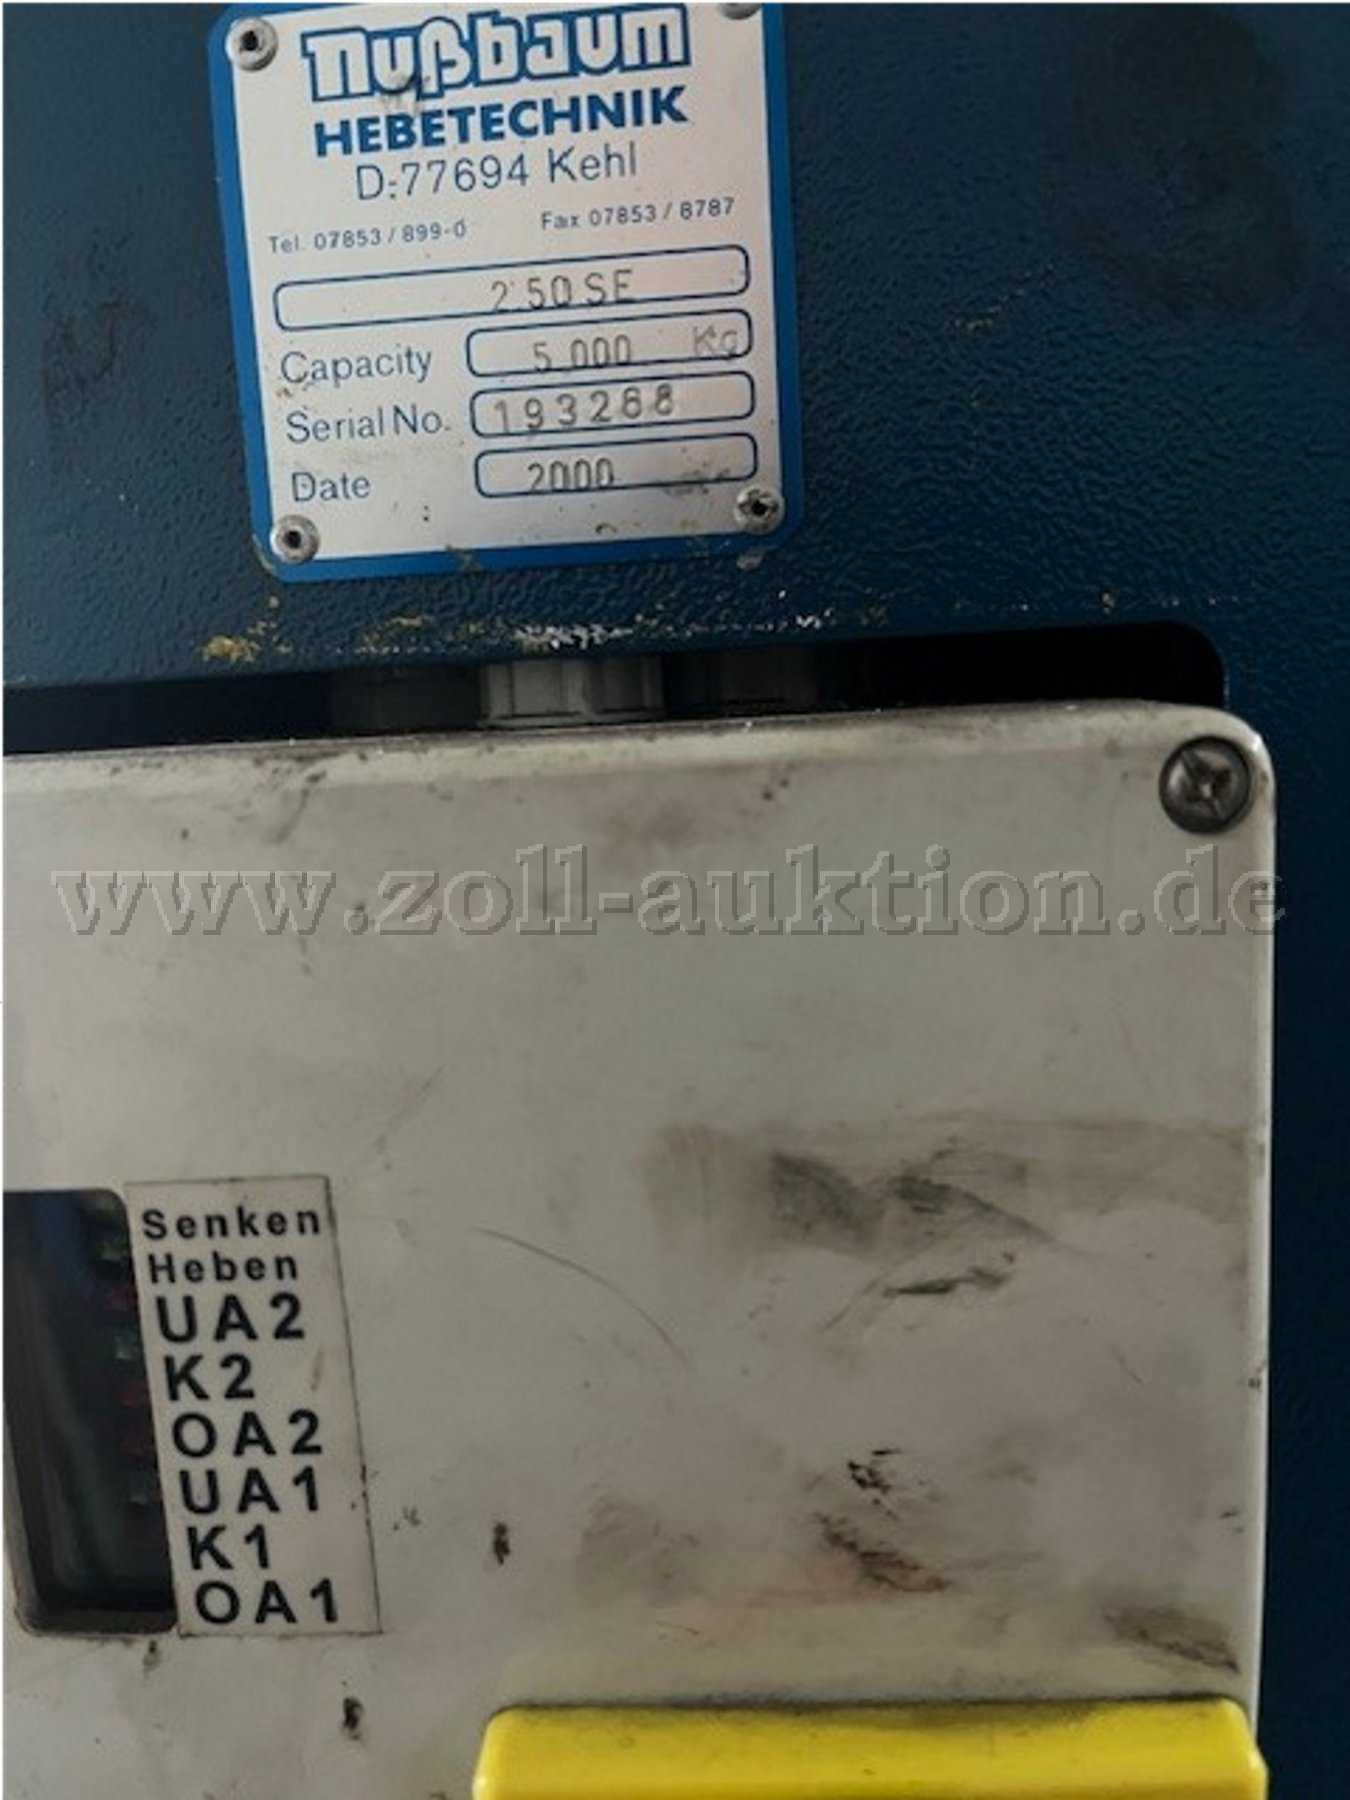 Nußbaum
HEBETECHNIK
D-77694 Kehl
Tel. 07853 / 899-0 Fax 07853 / 8787
2.50 SE
Capacity 5.000 Kg
Serial No. 193288
Date 2000
www.zoll-auktion.de
Senken
Heben
UA2
K2
OA2
UA1
K1
OA1